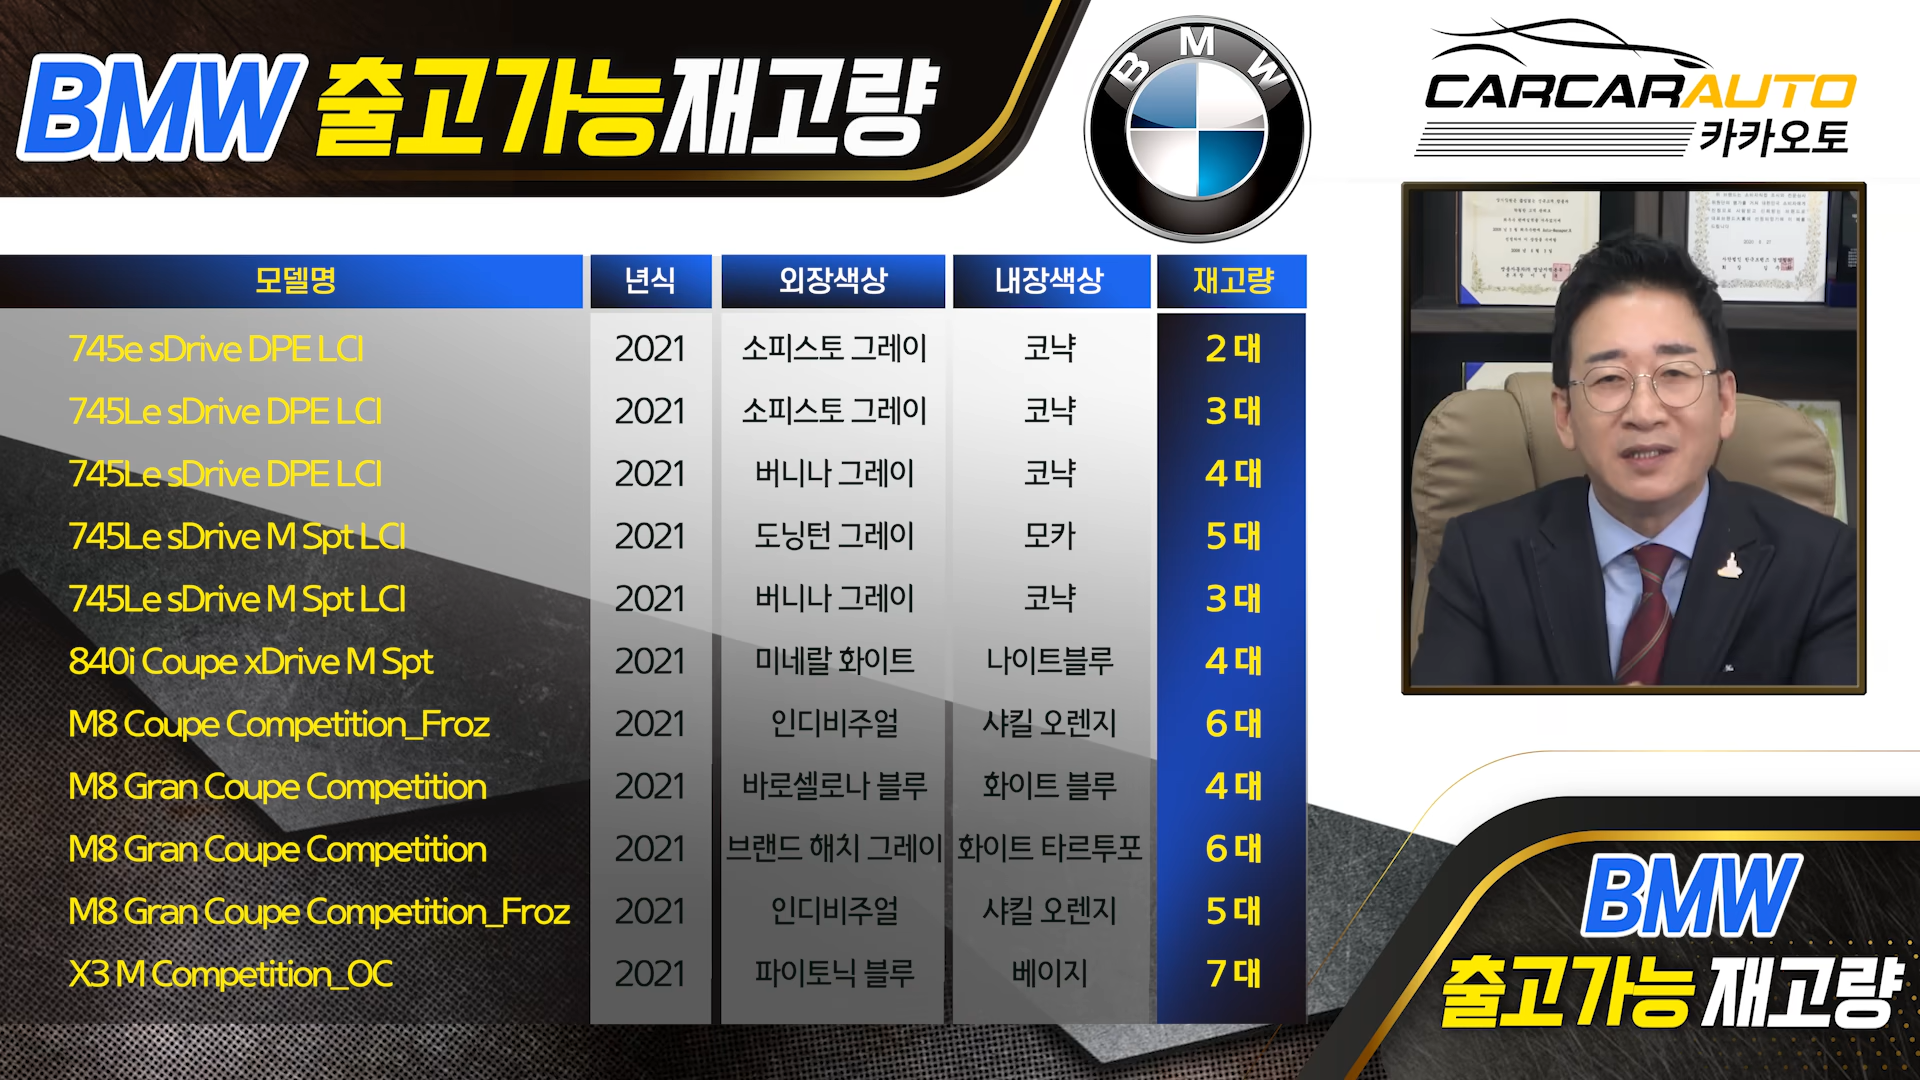 BMW 출고가능재고량
B M W
CARCARAUTO
카카오토
모델명 년식 외장색상 내장색상 재고량
745e sDrive DPE LCI 2021 소피스토 그레이 코냑 2 대
745Le sDrive DPE LCI 2021 소피스토 그레이 코냑 3 대
745Le sDrive DPE LCI 2021 버니나 그레이 코냑 4 대
745Le sDrive M Spt LCI 2021 도닝턴 그레이 모카 5 대
745Le sDrive M Spt LCI 2021 버니나 그레이 코냑 3 대
840i Coupe xDrive M Spt 2021 미네랄 화이트 나이트블루 4 대
M8 Coupe Competition_Froz 2021 인디비주얼 샤킬 오렌지 6 대
M8 Gran Coupe Competition 2021 바로셀로나 블루 화이트 블루 4 대
M8 Gran Coupe Competition 2021 브랜드 해치 그레이 화이트 타르투포 6 대
M8 Gran Coupe Competition_Froz 2021 인디비주얼 샤킬 오렌지 5 대
X3 M Competition_OC 2021 파이토닉 블루 베이지 7 대
BMW
출고가능 재고량